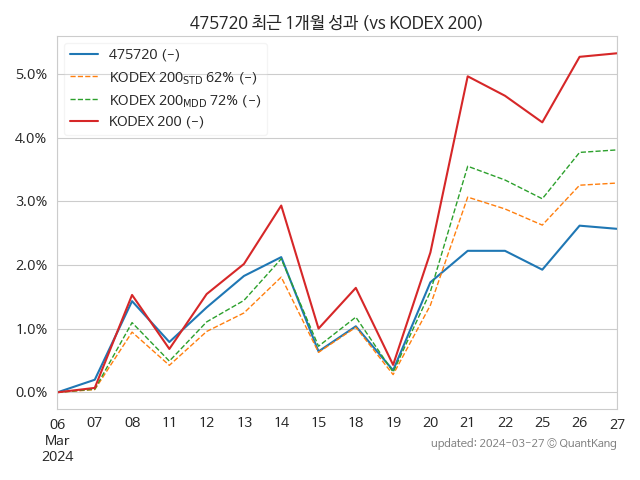 475720 최근 1개월 성과 (vs KODEX 200)
475720 (-)
KODEX 200STD 62% (-)
KODEX 200MDD 72% (-)
KODEX 200 (-)
5.0%
4.0%
3.0%
2.0%
1.0%
0.0%
06 07 08 11 12 13 14 15 18 19 20 21 22 25 26 27
Mar
2024
updated: 2024-03-27 ⓒ QuantKang